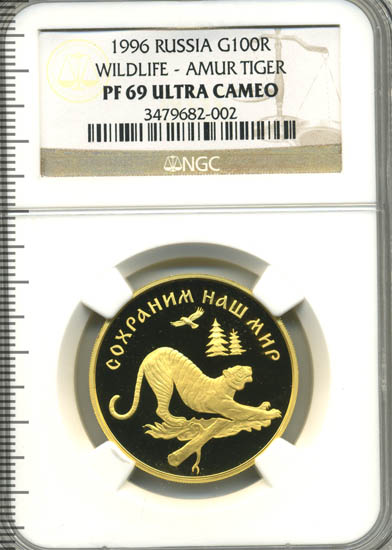 1996 RUSSIA G100R
WILDLIFE - AMUR TIGER
PF 69 ULTRA CAMEO
3479682-002
NGC
СОХРАНИМ НАШ МИР